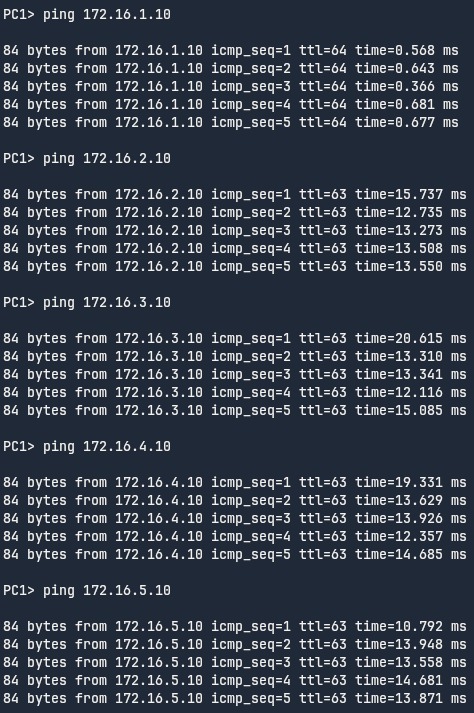 PC1> ping 172.16.1.10
84 bytes from 172.16.1.10 icmp_seq=1 ttl=64 time=0.568 ms
84 bytes from 172.16.1.10 icmp_seq=2 ttl=64 time=0.643 ms
84 bytes from 172.16.1.10 icmp_seq=3 ttl=64 time=0.366 ms
84 bytes from 172.16.1.10 icmp_seq=4 ttl=64 time=0.681 ms
84 bytes from 172.16.1.10 icmp_seq=5 ttl=64 time=0.677 ms
PC1> ping 172.16.2.10
84 bytes from 172.16.2.10 icmp_seq=1 ttl=63 time=15.737 ms
84 bytes from 172.16.2.10 icmp_seq=2 ttl=63 time=12.735 ms
84 bytes from 172.16.2.10 icmp_seq=3 ttl=63 time=13.273 ms
84 bytes from 172.16.2.10 icmp_seq=4 ttl=63 time=13.508 ms
84 bytes from 172.16.2.10 icmp_seq=5 ttl=63 time=13.550 ms
PC1> ping 172.16.3.10
84 bytes from 172.16.3.10 icmp_seq=1 ttl=63 time=20.615 ms
84 bytes from 172.16.3.10 icmp_seq=2 ttl=63 time=13.310 ms
84 bytes from 172.16.3.10 icmp_seq=3 ttl=63 time=13.341 ms
84 bytes from 172.16.3.10 icmp_seq=4 ttl=63 time=12.116 ms
84 bytes from 172.16.3.10 icmp_seq=5 ttl=63 time=15.085 ms
PC1> ping 172.16.4.10
84 bytes from 172.16.4.10 icmp_seq=1 ttl=63 time=19.331 ms
84 bytes from 172.16.4.10 icmp_seq=2 ttl=63 time=13.629 ms
84 bytes from 172.16.4.10 icmp_seq=3 ttl=63 time=13.926 ms
84 bytes from 172.16.4.10 icmp_seq=4 ttl=63 time=12.357 ms
84 bytes from 172.16.4.10 icmp_seq=5 ttl=63 time=14.685 ms
PC1> ping 172.16.5.10
84 bytes from 172.16.5.10 icmp_seq=1 ttl=63 time=10.792 ms
84 bytes from 172.16.5.10 icmp_seq=2 ttl=63 time=13.948 ms
84 bytes from 172.16.5.10 icmp_seq=3 ttl=63 time=13.558 ms
84 bytes from 172.16.5.10 icmp_seq=4 ttl=63 time=14.681 ms
84 bytes from 172.16.5.10 icmp_seq=5 ttl=63 time=13.871 ms